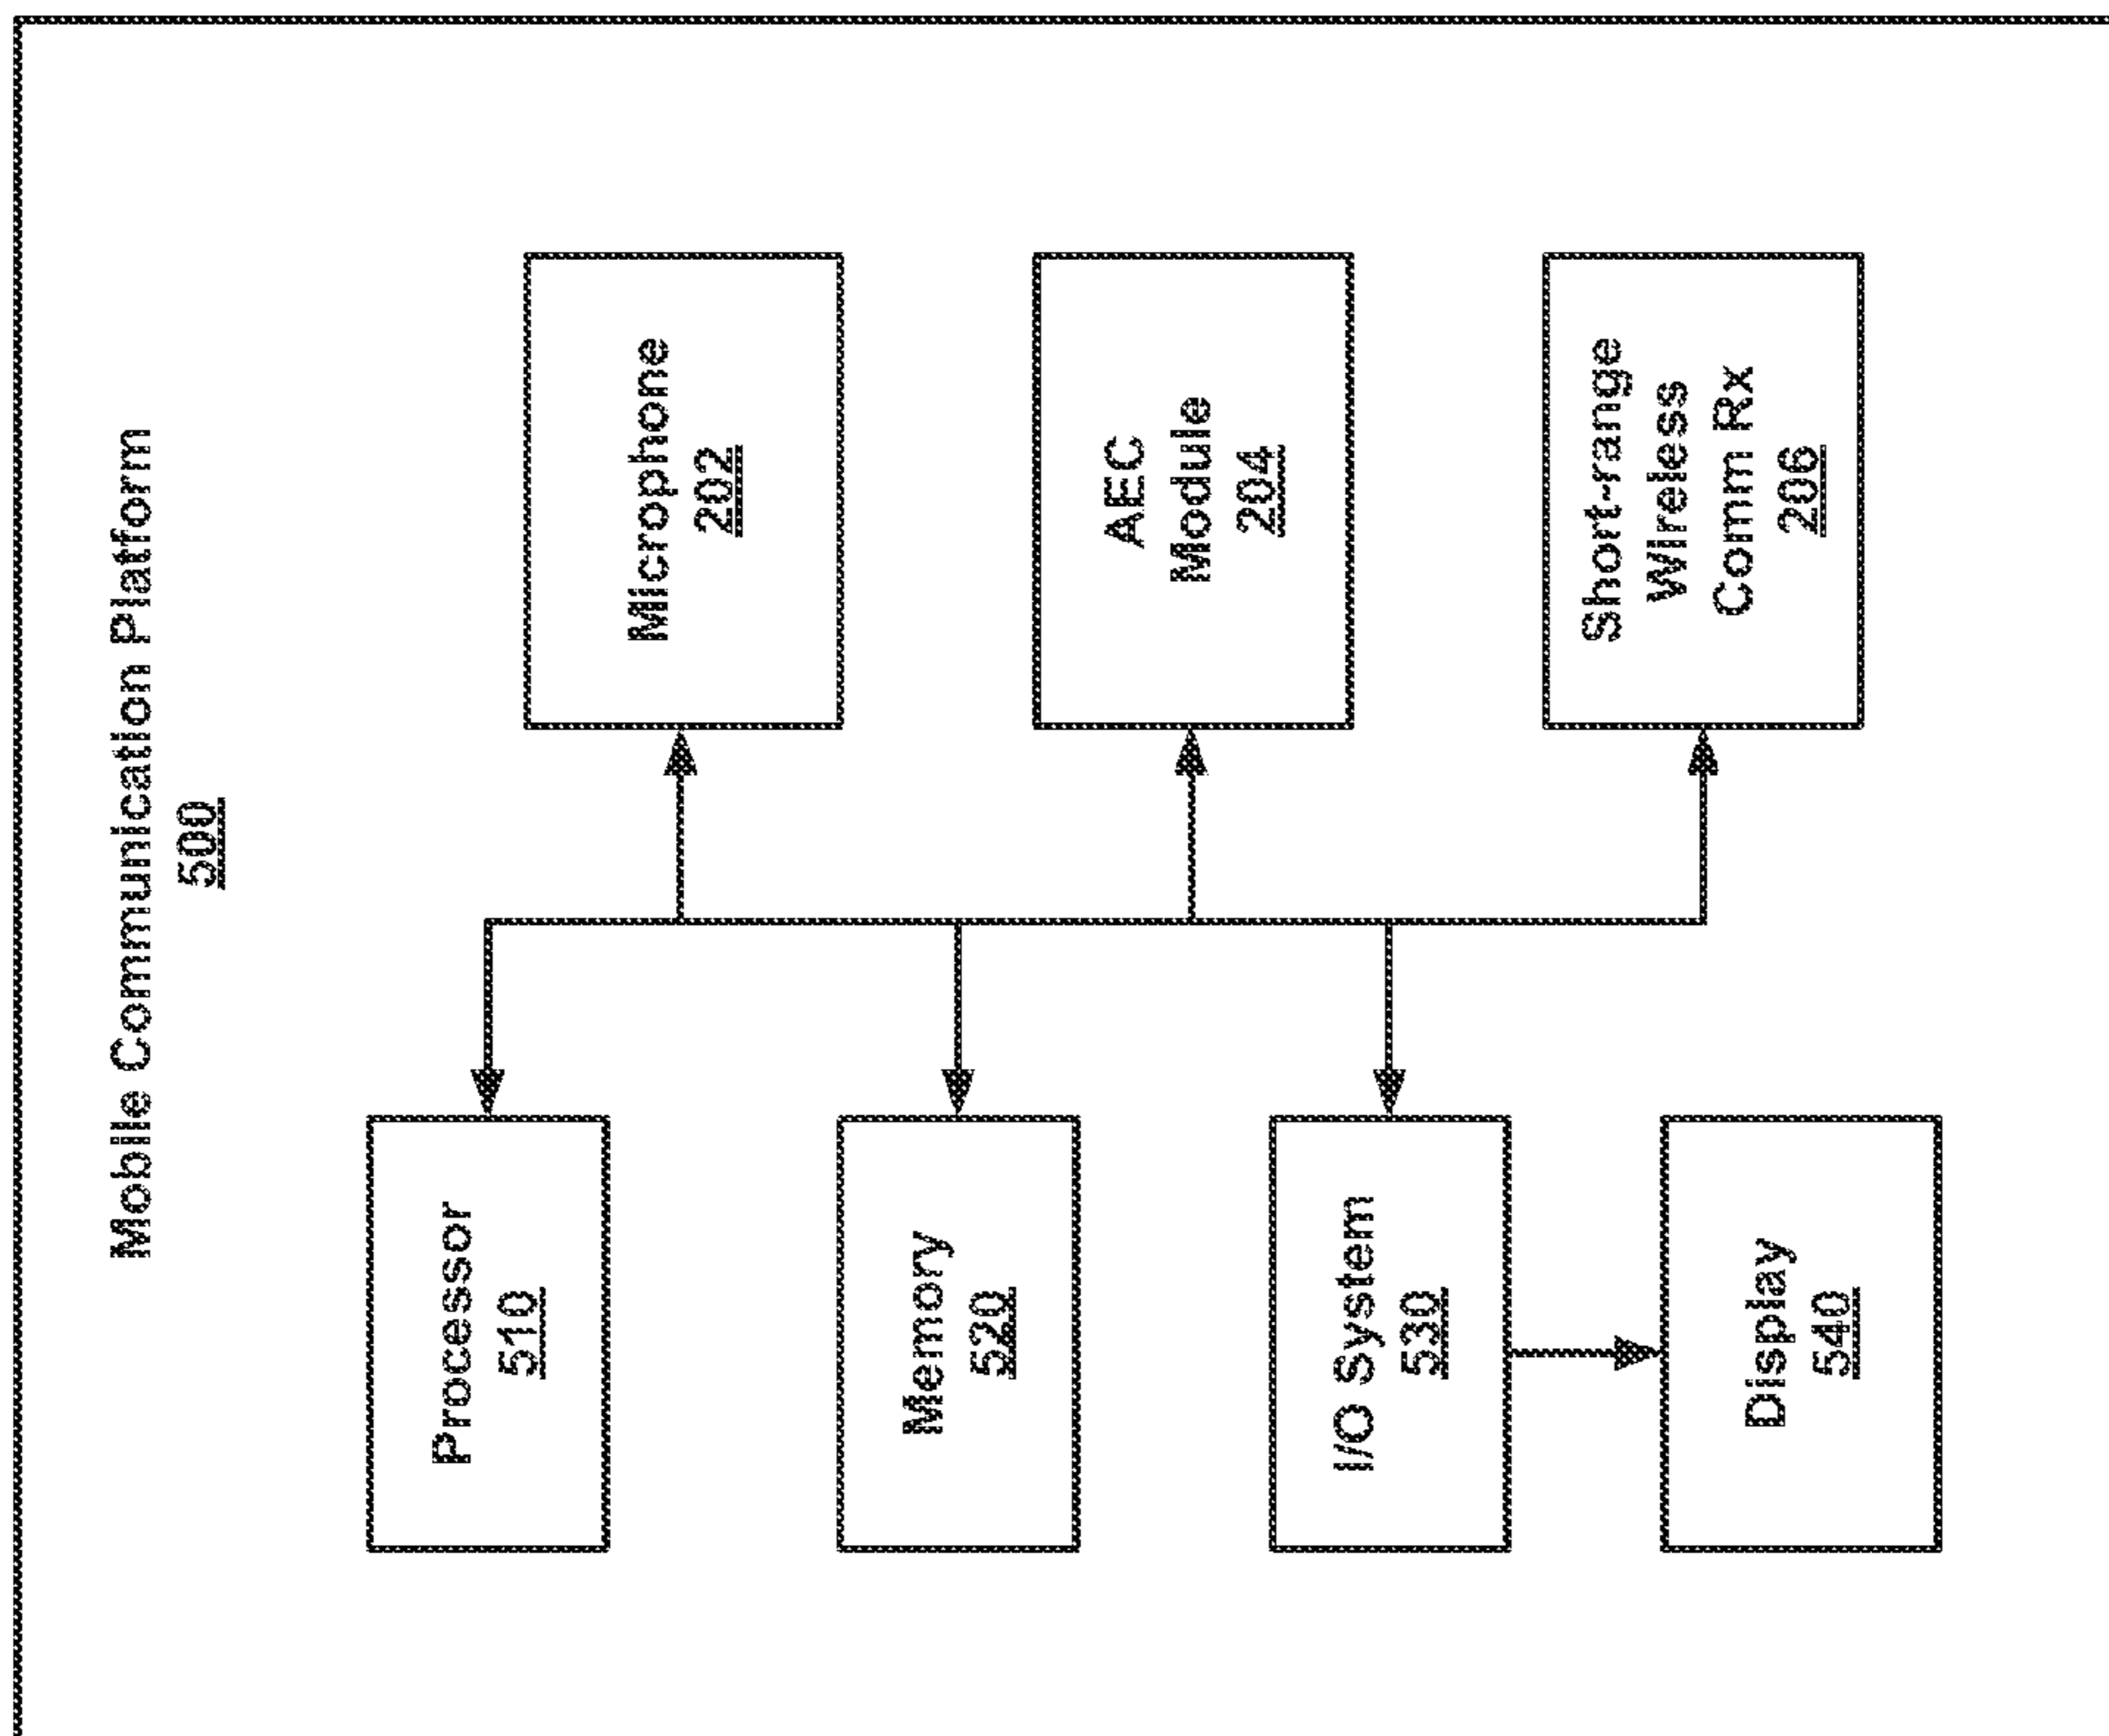 Mobile Communication Platform
500
Processor
510
Memory
520
I/O System
530
Display
540
Microphone
202
AEC
Module
204
Short-range
Wireless
Comm Rx
206